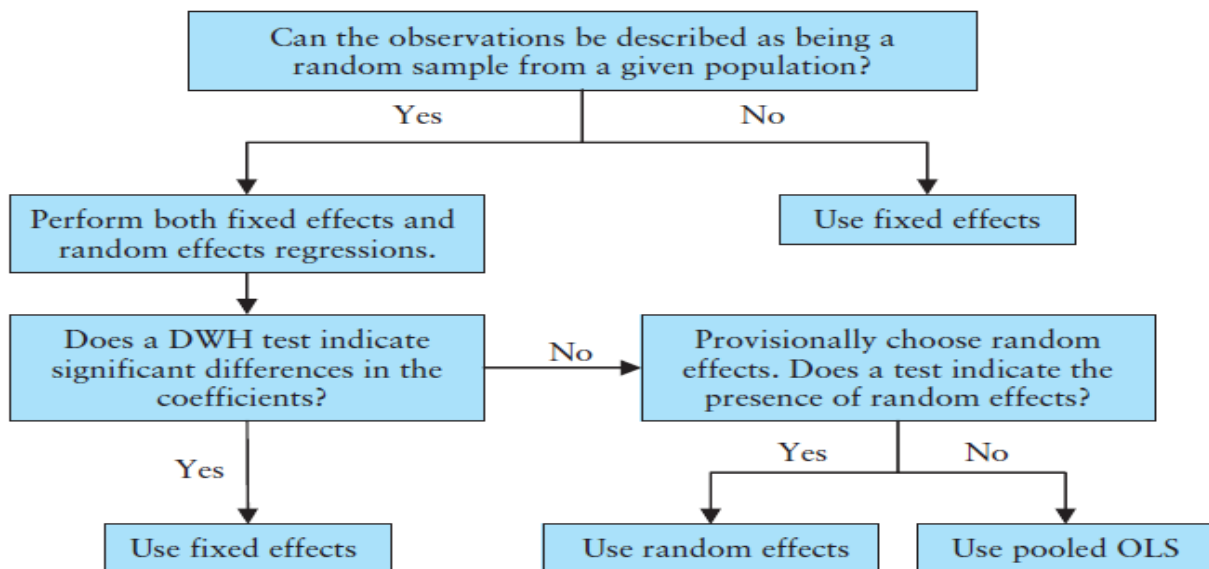 Can the observations be described as being a
random sample from a given population?
Yes
No
Perform both fixed effects and
random effects regressions.
Use fixed effects
Does a DWH test indicate
significant differences in the
coefficients?
No
Provisionally choose random
effects. Does a test indicate the
presence of random effects?
Yes
Yes
No
Use fixed effects
Use random effects
Use pooled OLS